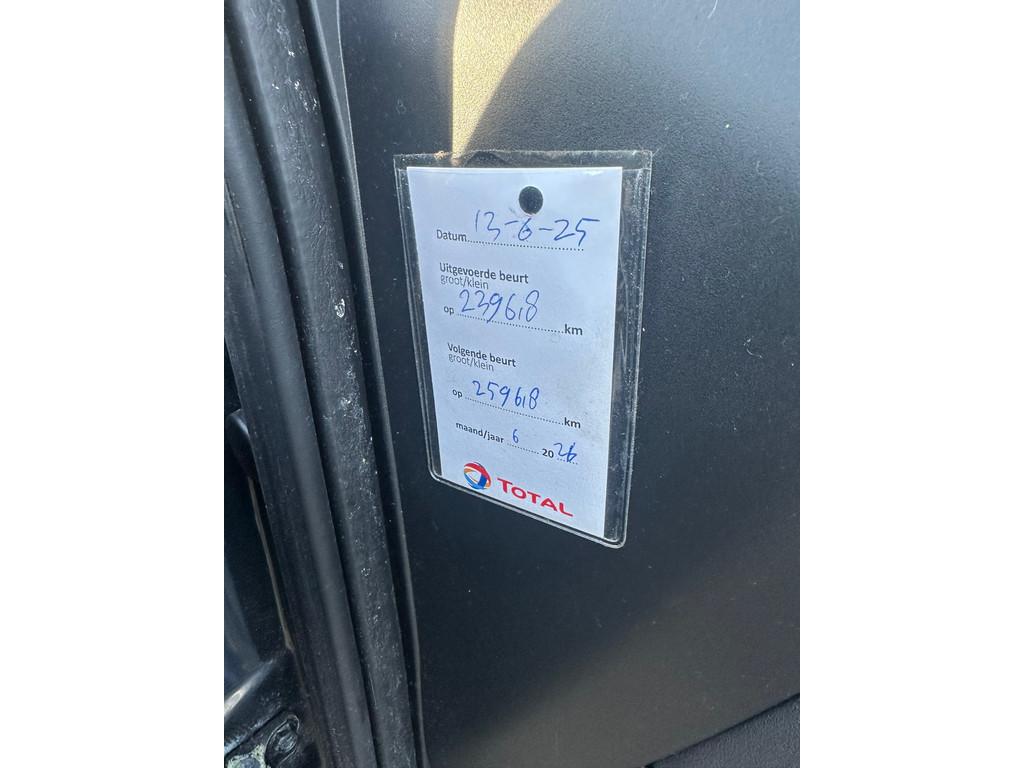 Datum 13-6-25
Uitgevoerde beurt
groot/klein
op 239618 km
Volgende beurt
groot/klein
op 259618 km
maand/jaar 6 2026
TOTAL